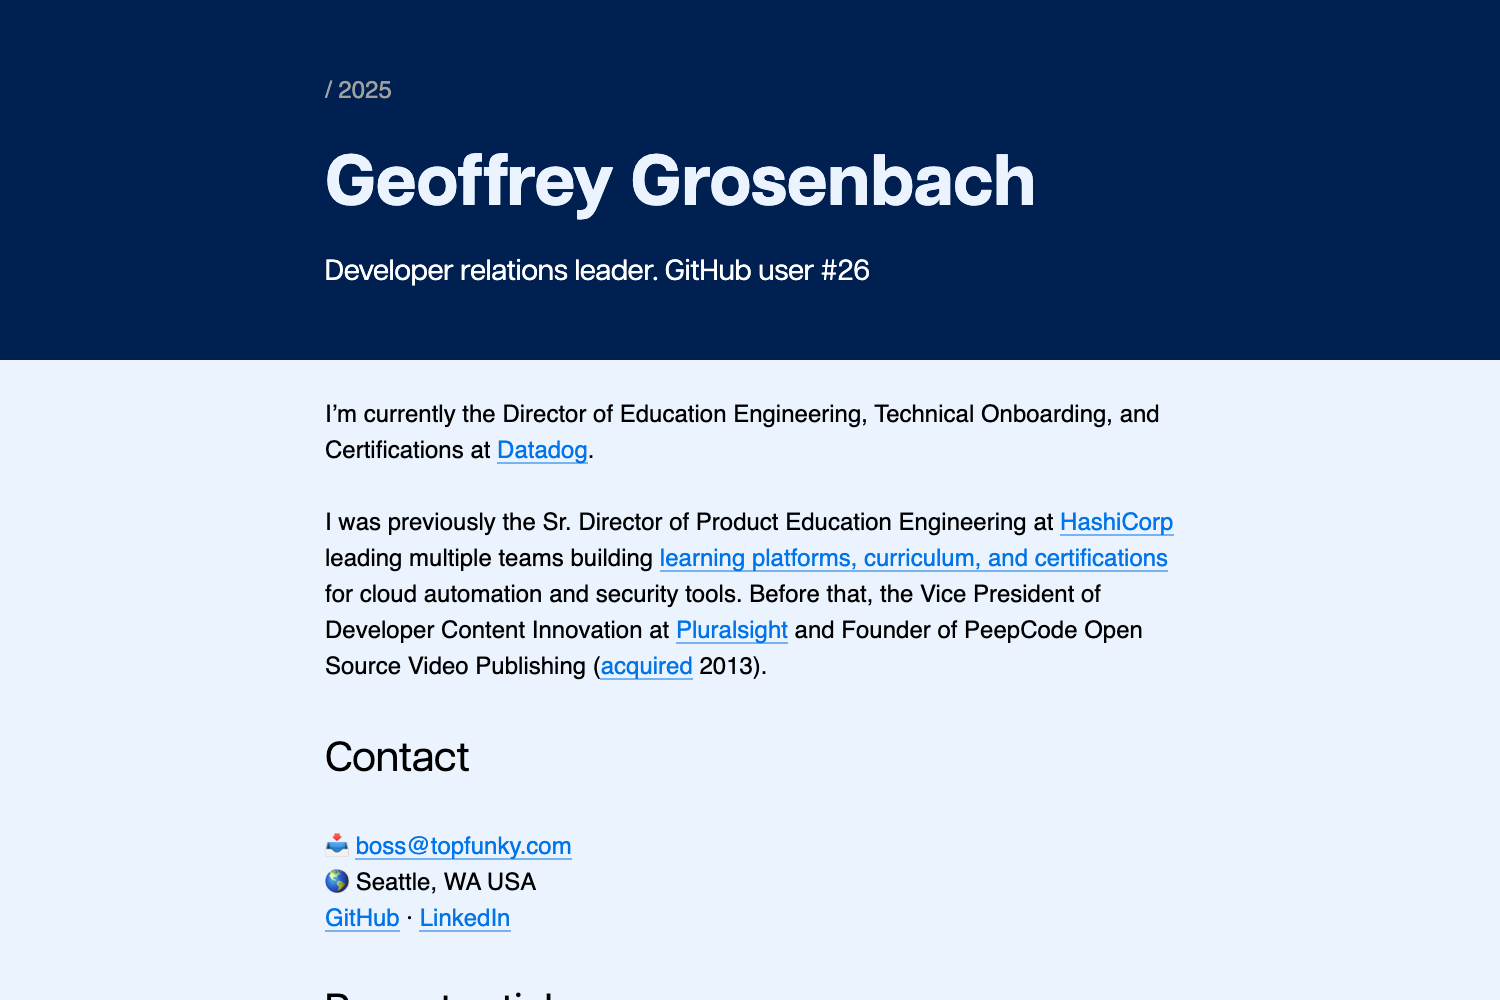 / 2025
Geoffrey Grosenbach
Developer relations leader. GitHub user #26
I’m currently the Director of Education Engineering, Technical Onboarding, and
Certifications at Datadog.
I was previously the Sr. Director of Product Education Engineering at HashiCorp
leading multiple teams building learning platforms, curriculum, and certifications
for cloud automation and security tools. Before that, the Vice President of
Developer Content Innovation at Pluralsight and Founder of PeepCode Open
Source Video Publishing (acquired 2013).
Contact
boss@topfunky.com
Seattle, WA USA
GitHub · LinkedIn